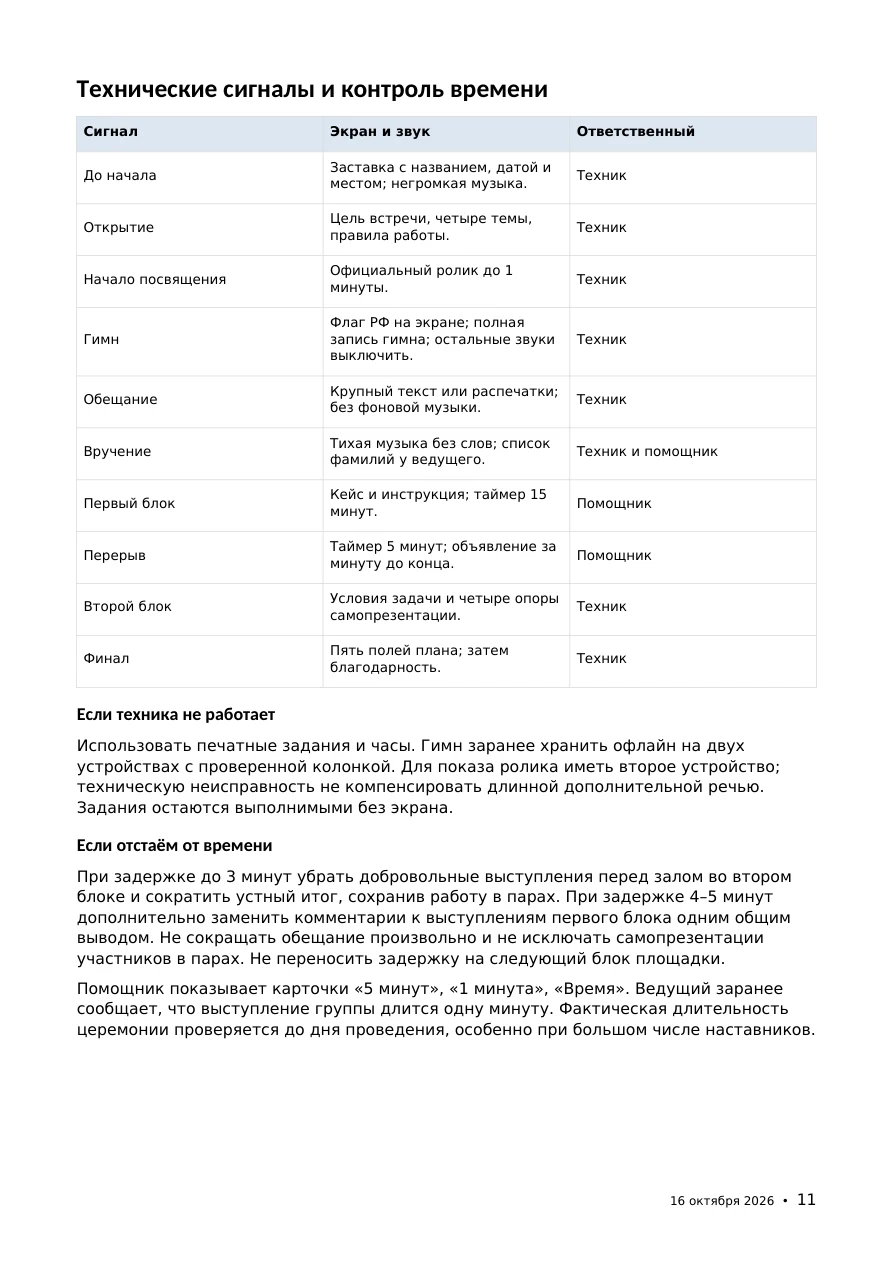 Технические сигналы и контроль времени
Сигнал
Экран и звук
Ответственный
До начала
Заставка с названием, датой и
местом; негромкая музыка.
Техник
Открытие
Цель встречи, четыре темы,
правила работы.
Техник
Начало посвящения
Официальный ролик до 1
минуты.
Техник
Гимн
Флаг РФ на экране; полная
запись гимна; остальные звуки
выключить.
Техник
Обещание
Крупный текст или распечатки;
без фоновой музыки.
Техник
Вручение
Тихая музыка без слов; список
фамилий у ведущего.
Техник и помощник
Первый блок
Кейс и инструкция; таймер 15
минут.
Помощник
Перерыв
Таймер 5 минут; объявление за
минуту до конца.
Помощник
Второй блок
Условия задачи и четыре опоры
самопрезентации.
Техник
Финал
Пять полей плана; затем
благодарность.
Техник
Если техника не работает
Использовать печатные задания и часы. Гимн заранее хранить офлайн на двух
устройствах с проверенной колонкой. Для показа ролика иметь второе устройство;
техническую неисправность не компенсировать длинной дополнительной речью.
Задания остаются выполнимыми без экрана.
Если отстаём от времени
При задержке до 3 минут убрать добровольные выступления перед залом во втором
блоке и сократить устный итог, сохранив работу в парах. При задержке 4–5 минут
дополнительно заменить комментарии к выступлениям первого блока одним общим
выводом. Не сокращать обещание произвольно и не исключать самопрезентации
участников в парах. Не переносить задержку на следующий блок площадки.
Помощник показывает карточки «5 минут», «1 минута», «Время». Ведущий заранее
сообщает, что выступление группы длится одну минуту. Фактическая длительность
церемонии проверяется до дня проведения, особенно при большом числе наставников.
16 октября 2026 • 11